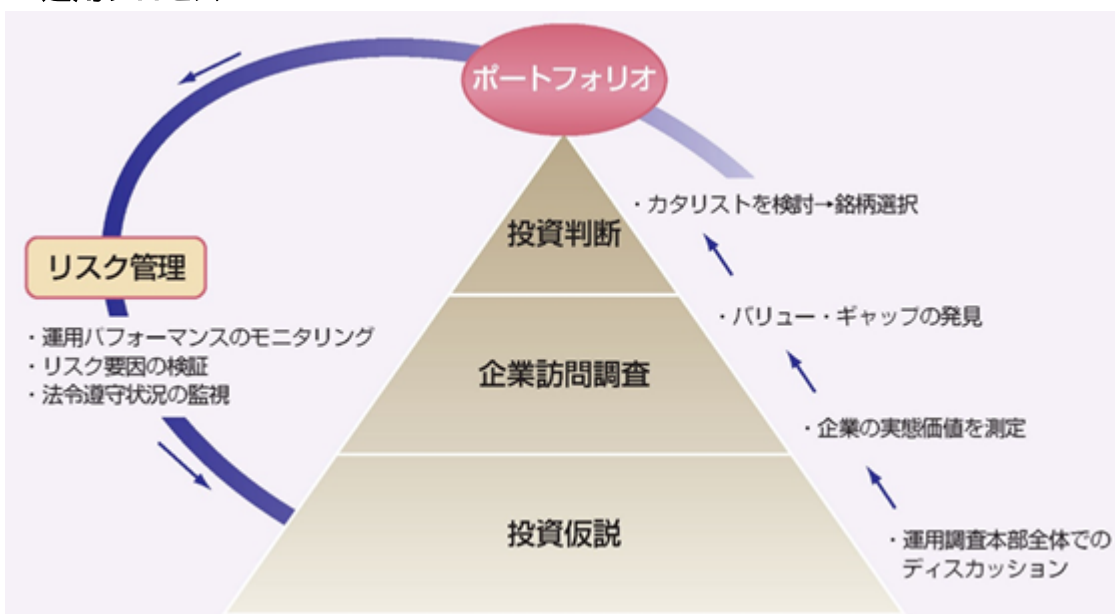 ポートフォリオ
投資判断
・カタリストを検討→銘柄選択
リスク管理
・運用パフォーマンスのモニタリング
・リスク要因の検証
・法令遵守状況の監視
・バリュー・ギャップの発見
企業訪問調査
・企業の実態価値を測定
投資仮説
・運用調査本部全体での
ディスカッション